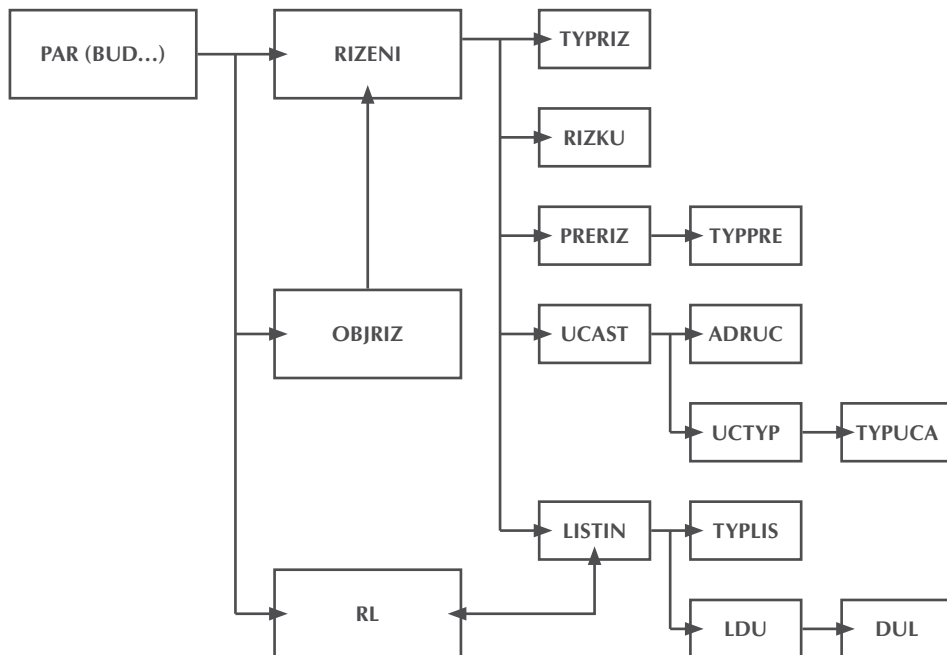 PAR (BUD...)
RIZENI
TYPRIZ
RIZKU
PRERIZ
TYPPRE
OBJRIZ
UCAST
ADRUC
UCTYP
TYPUCA
LISTIN
TYPLIS
RL
LDU
DUL